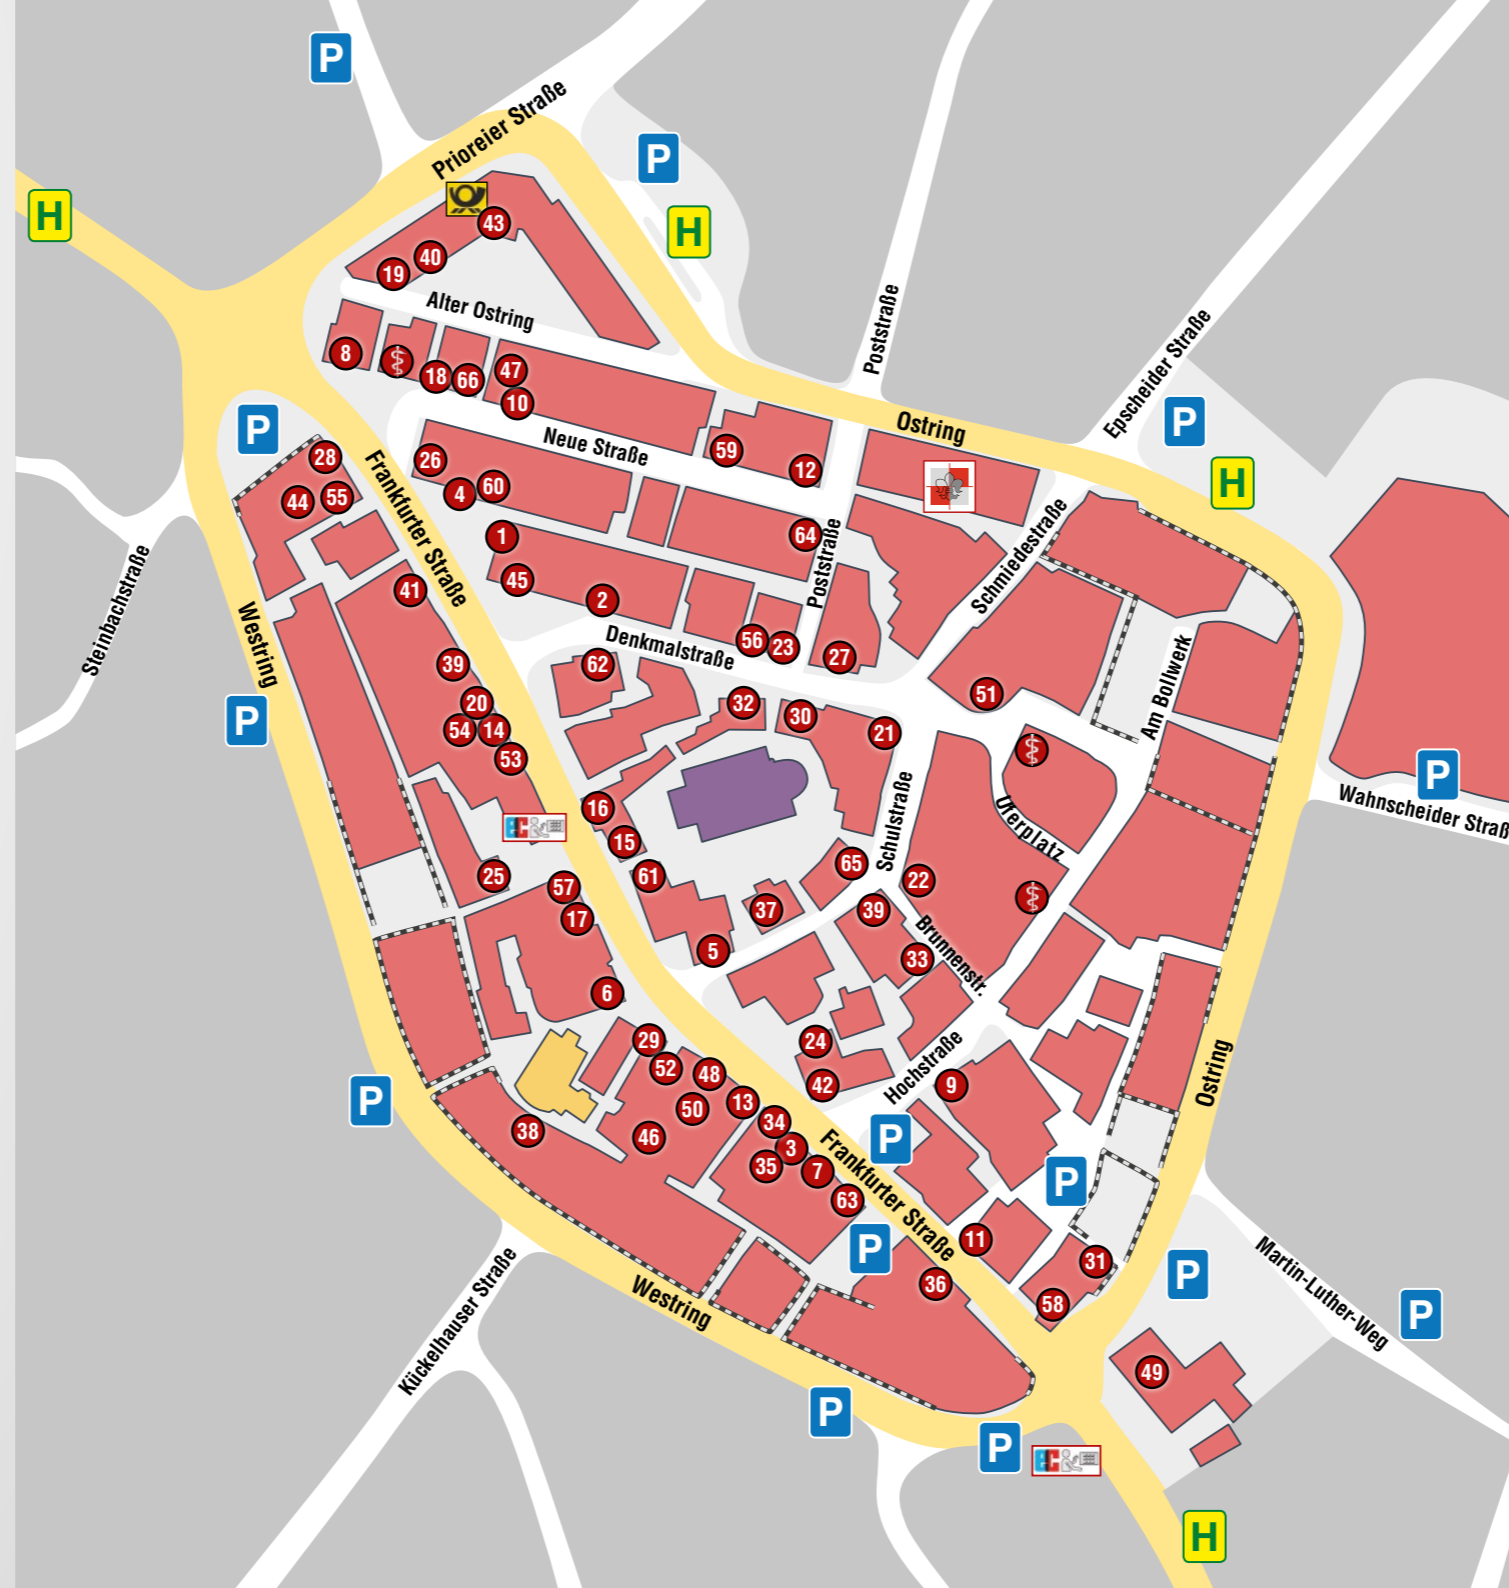 P
Prioreier Straße
P
H
H
43
40
19
Alter Ostring
Poststraße
Epscheider Straße
8
18
66
47
10
P
P
Ostring
Neue Straße
59
12
28
26
Frankfurter Straße
4
60
44
55
H
1
64
Poststraße
Schmiedestraße
45
2
41
Steinbachstraße
Westring
Denkmalstraße
56
23
27
39
62
51
Am Bollwerk
20
32
30
21
P
54
14
53
P
Wahnscheider Straß
16
Schulstraße
Uferplatz
15
EC
25
61
65
22
57
17
37
39
Brunnenstr.
5
33
6
29
24
52
48
42
Hochstraße
9
Ostring
P
50
13
38
46
34
3
35
7
P
Frankfurter Straße
63
P
P
11
31
36
58
P
Martin-Luther-Weg
P
Kückelhauser Straße
Westring
49
P
P
EC
H